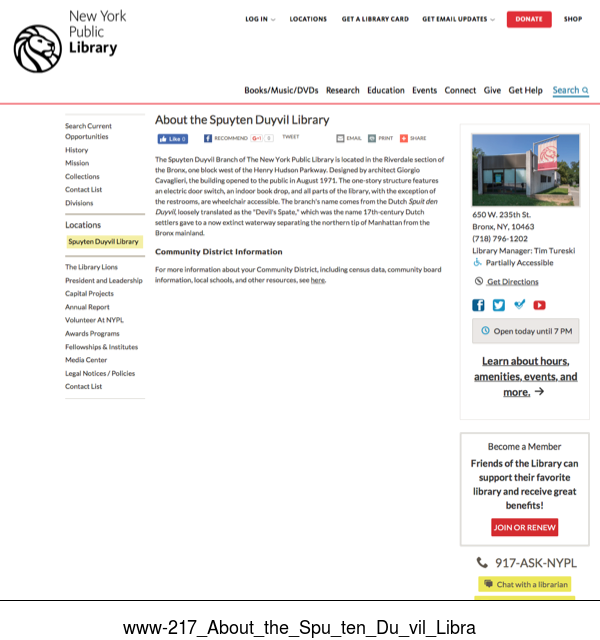 New York
Public
Library
LOG IN
LOCATIONS
GET A LIBRARY CARD
GET EMAIL UPDATES
DONATE
SHOP
Books/Music/DVDs Research Education Events Connect Give Get Help Search
Search Current
Opportunities
History
Mission
Collections
Contact List
Divisions
Locations
Spuyten Duyvil Library
The Library Lions
President and Leadership
Capital Projects
Annual Report
Volunteer At NYPL
Awards Programs
Fellowships & Institutes
Media Center
Legal Notices / Policies
Contact List
About the Spuyten Duyvil Library
Like 0
RECOMMEND
TWEET
EMAIL
PRINT
SHARE
The Spuyten Duyvil Branch of The New York Public Library is located in the Riverdale section of
the Bronx, one block west of the Henry Hudson Parkway. Designed by architect Giorgio
Cavaglieri, the building opened to the public in August 1971. The one-story structure features
an electric door switch, an indoor book drop, and all parts of the library, with the exception of
the restrooms, are wheelchair accessible. The branch's name comes from the Dutch Spuit den
Duyvil, loosely translated as the "Devil's Spate," which was the name 17th-century Dutch
settlers gave to a now extinct waterway separating the northern tip of Manhattan from the
Bronx mainland.
Community District Information
For more information about your Community District, including census data, community board
information, local schools, and other resources, see here.
650 W. 235th St.
Bronx, NY, 10463
(718) 796-1202
Library Manager: Tim Tureski
Partially Accessible
Get Directions
Open today until 7 PM
Learn about hours,
amenities, events, and
more. →
Become a Member
Friends of the Library can
support their favorite
library and receive great
benefits!
JOIN OR RENEW
917-ASK-NYPL
Chat with a librarian
www-217_About_the_Spu_ten_Du_vil_Libra